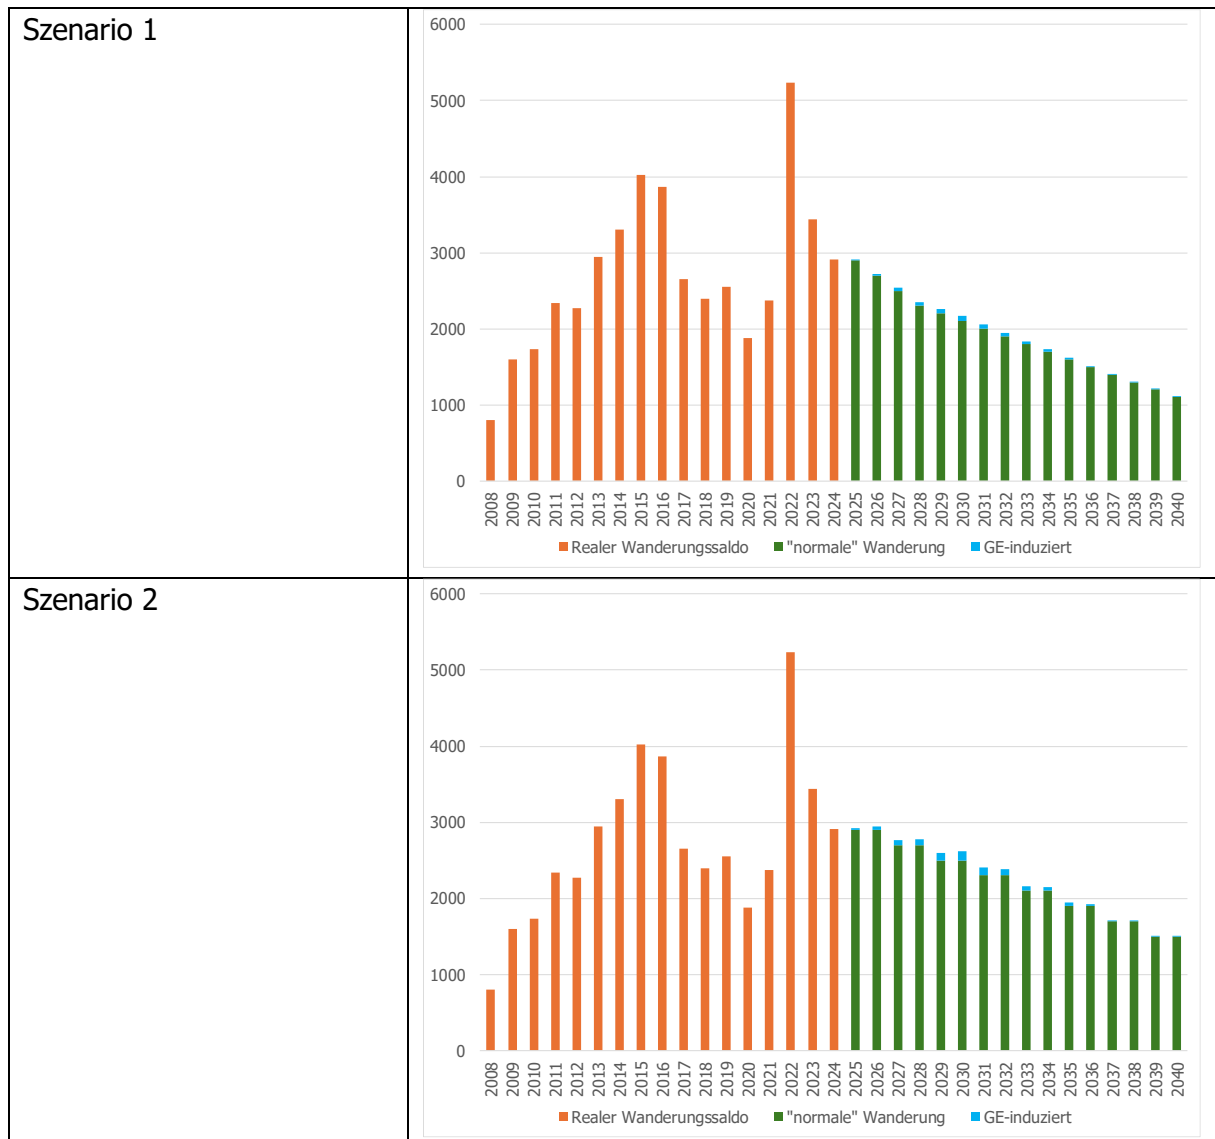 Szenario 1
6000
5000
4000
3000
2000
1000
0
2008 2009 2010 2011 2012 2013 2014 2015 2016 2017 2018 2019 2020 2021 2022 2023 2024 2025 2026 2027 2028 2029 2030 2031 2032 2033 2034 2035 2036 2037 2038 2039 2040
Realer Wanderungssaldo "normale" Wanderung GE-induziert
Szenario 2
6000
5000
4000
3000
2000
1000
0
2008 2009 2010 2011 2012 2013 2014 2015 2016 2017 2018 2019 2020 2021 2022 2023 2024 2025 2026 2027 2028 2029 2030 2031 2032 2033 2034 2035 2036 2037 2038 2039 2040
Realer Wanderungssaldo "normale" Wanderung GE-induziert